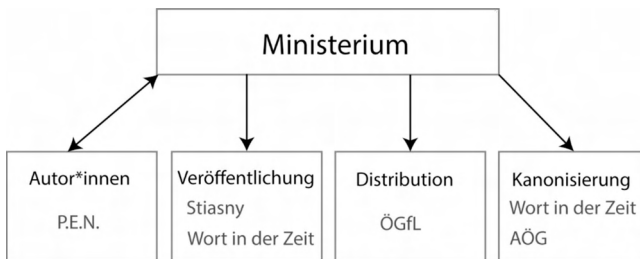 Ministerium
Autor*innen
P.E.N.
Veröffentlichung
Stiasny
Wort in der Zeit
Distribution
ÖGfL
Kanonisierung
Wort in der Zeit
AÖG